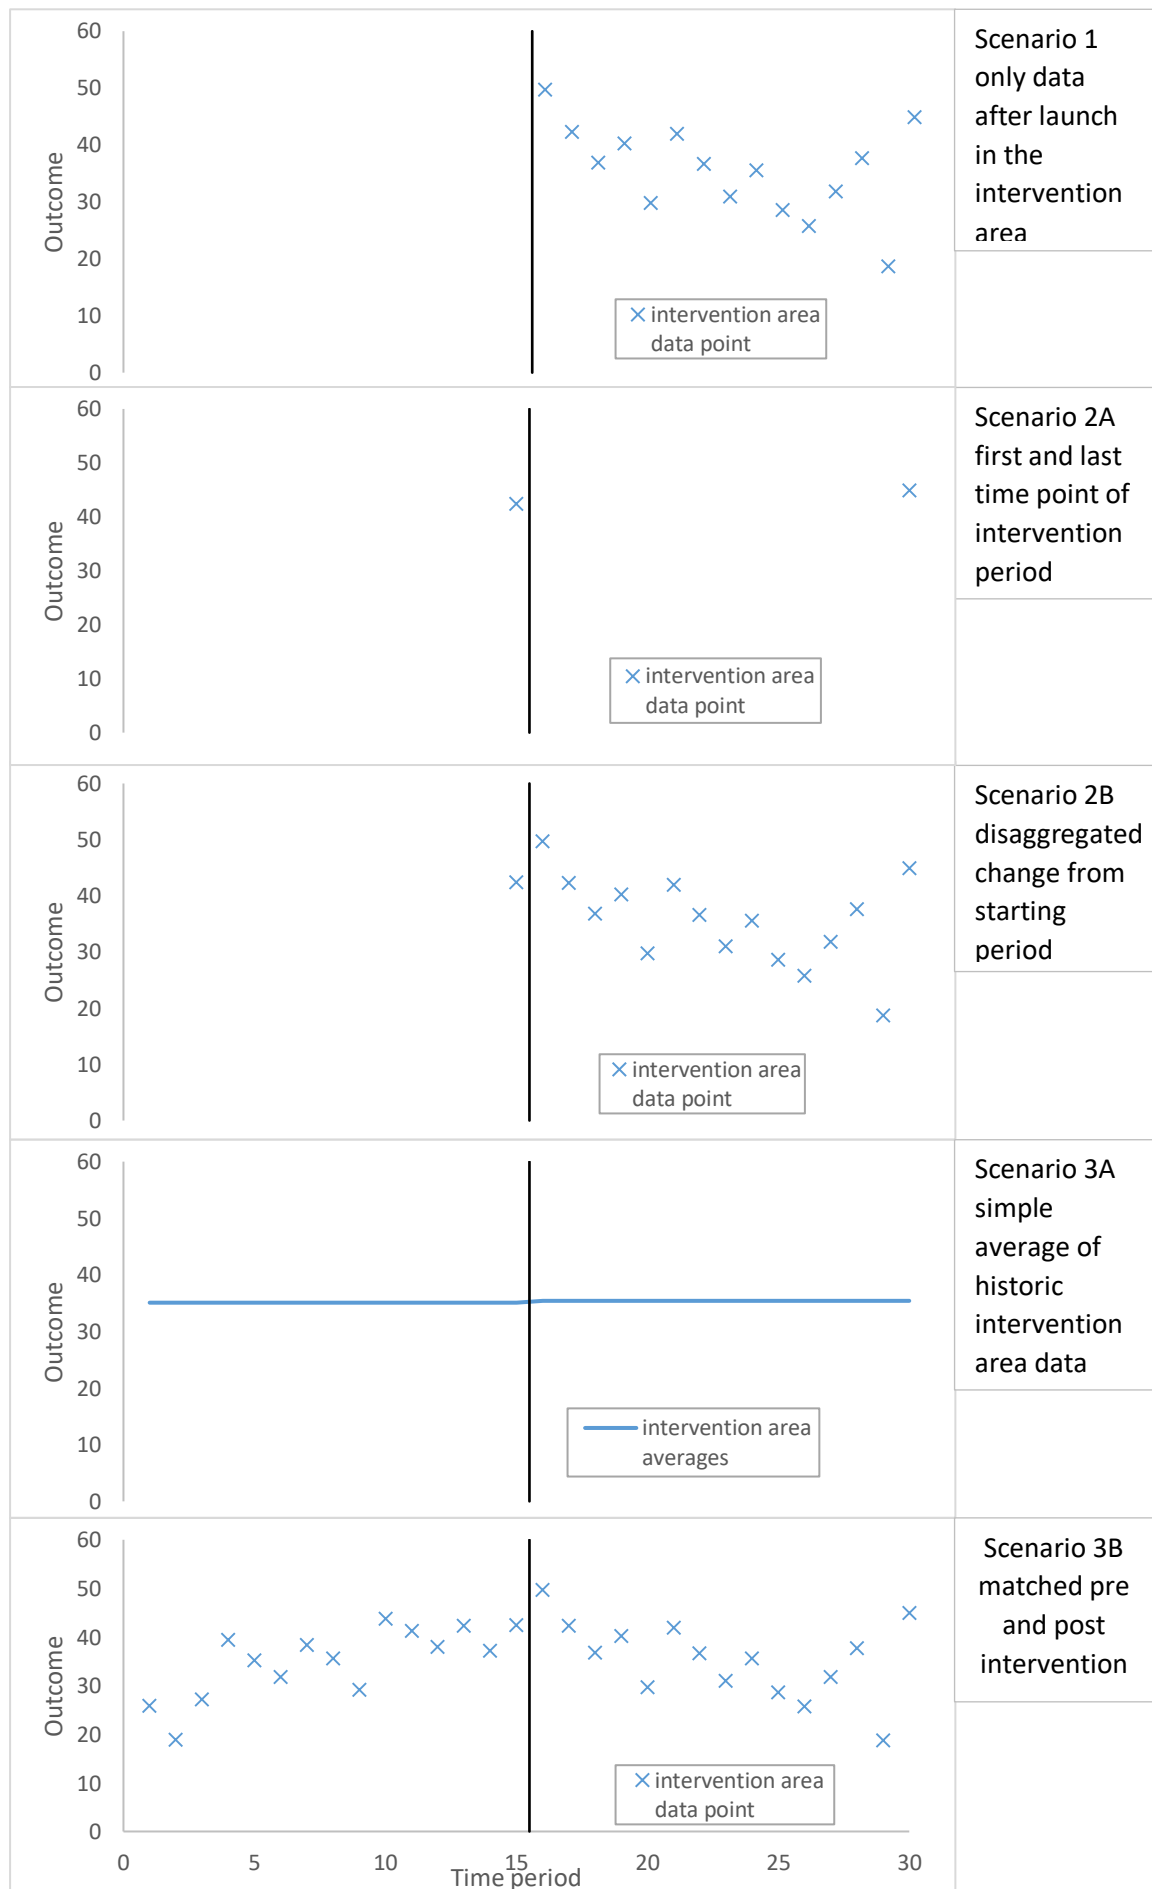 60
50
40
30
20
10
0
Outcome
intervention area
data point
Scenario 1
only data
after launch
in the
intervention
area
60
50
40
30
20
10
0
Outcome
intervention area
data point
Scenario 2A
first and last
time point of
intervention
period
60
50
40
30
20
10
0
Outcome
intervention area
data point
Scenario 2B
disaggregated
change from
starting
period
60
50
40
30
20
10
0
Outcome
intervention area
averages
Scenario 3A
simple
average of
historic
intervention
area data
60
50
40
30
20
10
0
Outcome
intervention area
data point
0 5 10 15 20 25 30
Time period
Scenario 3B
matched pre
and post
intervention